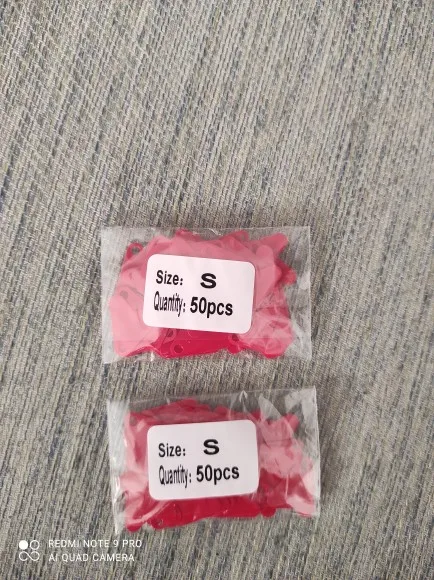 Size: S
Quantity: 50pcs
Size: S
Quantity: 50pcs
REDMI NOTE 9 PRO
AI QUAD CAMERA